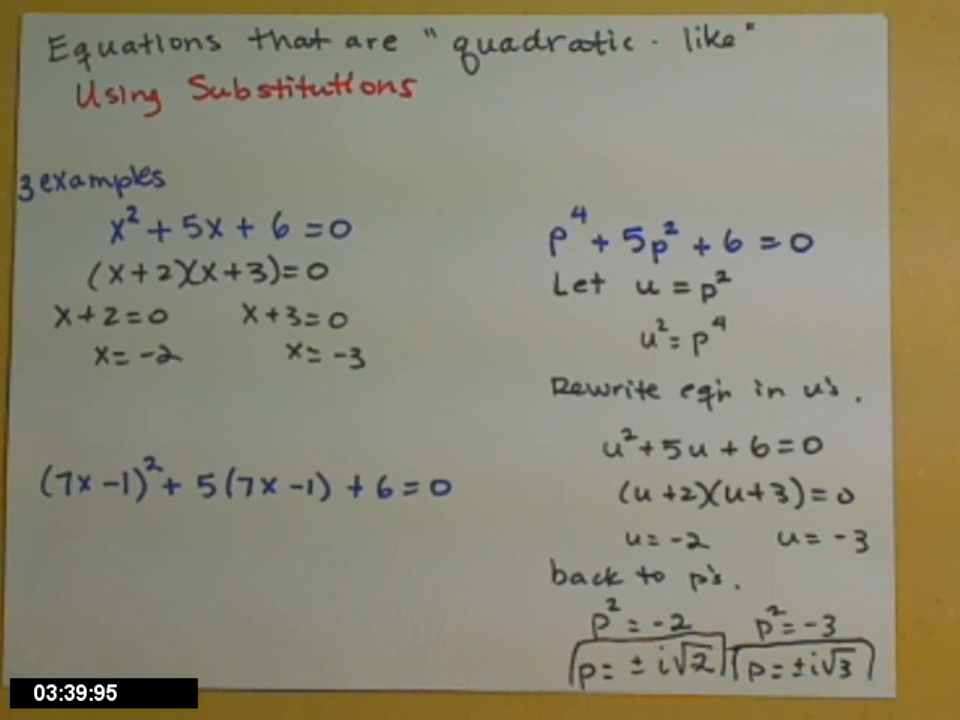 Equations that are "quadratic-like"
Using Substitutions
3 examples
x² + 5x + 6 = 0
(x+2)(x+3)=0
x+2=0 x+3=0
x= -2 x= -3
(7x-1)² + 5(7x-1) + 6 = 0
p⁴ + 5p² + 6 = 0
Let u = p²
u² = p⁴
Rewrite eq'n in u's.
u² + 5u + 6 = 0
(u+2)(u+3) = 0
u= -2 u= -3
back to p's.
p² = -2 p² = -3
p= ± i√2 p= ± i√3
03:39:95